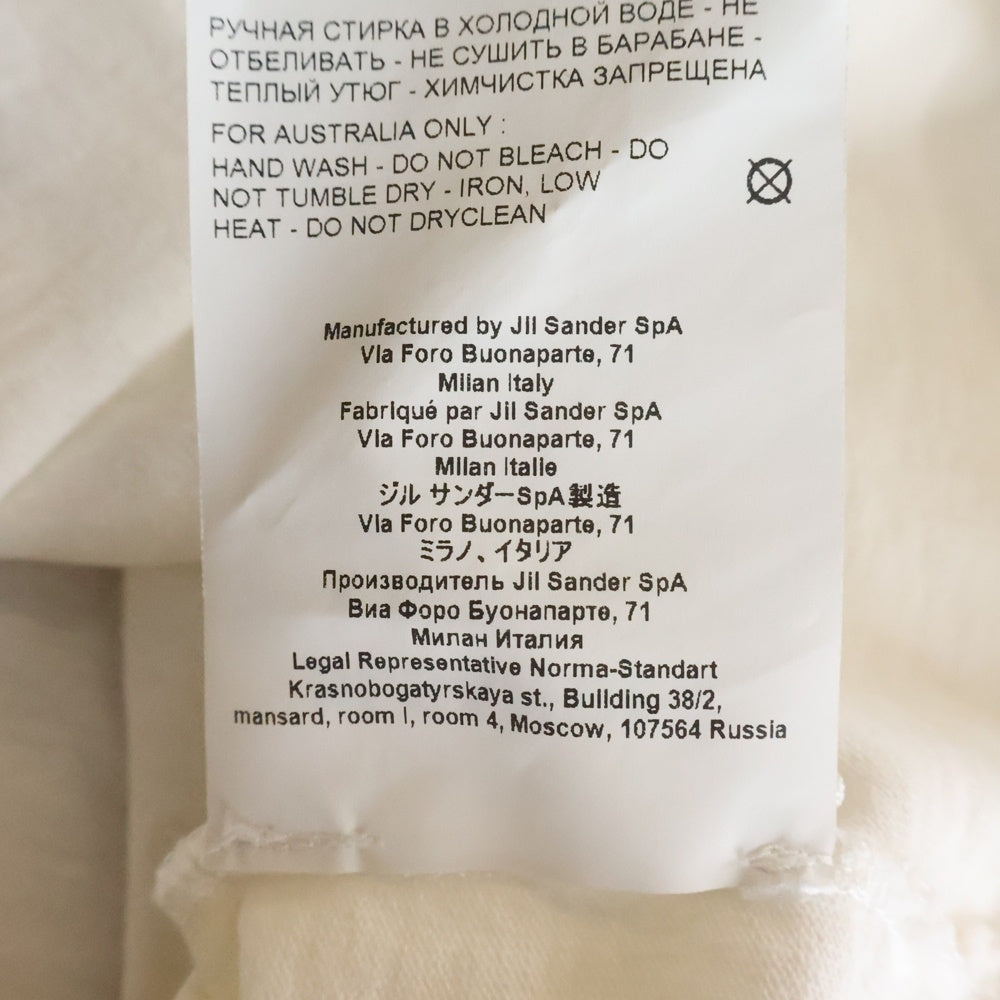 РУЧНАЯ СТИРКА В ХОЛОДНОЙ ВОДЕ - НЕ
ОТБЕЛИВАТЬ - НЕ СУШИТЬ В БАРАБАНЕ -
ТЕПЛЫЙ УТЮГ - ХИМЧИСТКА ЗАПРЕЩЕНА
FOR AUSTRALIA ONLY :
HAND WASH - DO NOT BLEACH - DO
NOT TUMBLE DRY - IRON, LOW
HEAT - DO NOT DRYCLEAN
Manufactured by Jil Sander SpA
Via Foro Buonaparte, 71
Milan Italy
Fabriqué par Jil Sander SpA
Via Foro Buonaparte, 71
Milan Italie
ジル サンダーSpA製造
Via Foro Buonaparte, 71
ミラノ、イタリア
Производитель Jil Sander SpA
Виа Форо Буонапарте, 71
Милан Италия
Legal Representative Norma-Standart
Krasnobogatyrskaya st., Building 38/2,
mansard, room I, room 4, Moscow, 107564 Russia